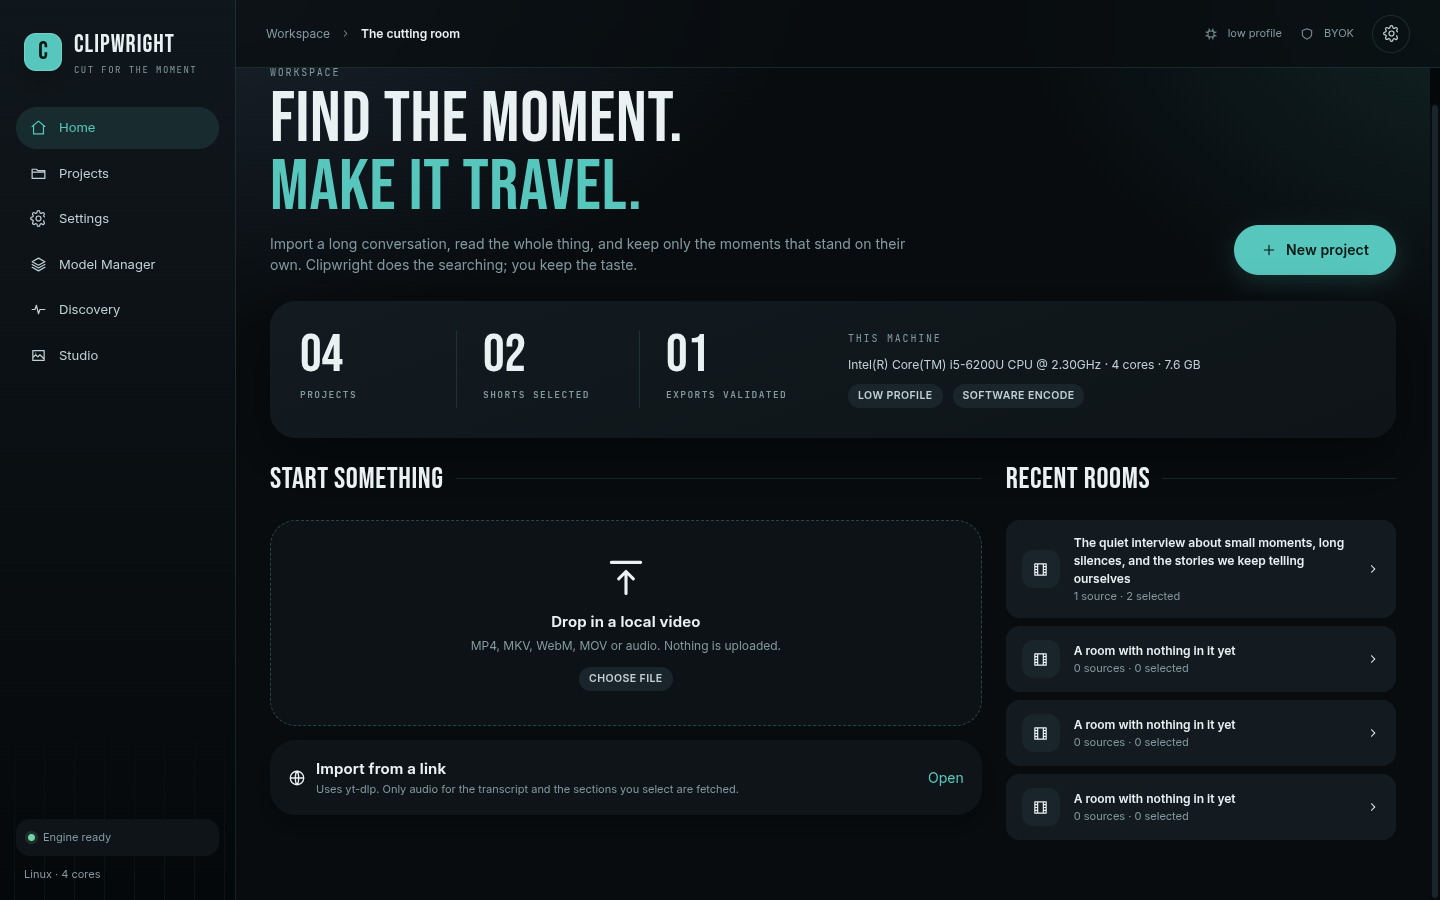 C
CLIPWRIGHT
CUT FOR THE MOMENT
Home
Projects
Settings
Model Manager
Discovery
Studio
Engine ready
Linux · 4 cores
Workspace
The cutting room
low profile
BYOK
WORKSPACE
FIND THE MOMENT.
MAKE IT TRAVEL.
Import a long conversation, read the whole thing, and keep only the moments that stand on their
own. Clipwright does the searching; you keep the taste.
New project
04
PROJECTS
02
SHORTS SELECTED
01
EXPORTS VALIDATED
THIS MACHINE
Intel(R) Core(TM) i5-6200U CPU @ 2.30GHz · 4 cores · 7.6 GB
LOW PROFILE
SOFTWARE ENCODE
START SOMETHING
Drop in a local video
MP4, MKV, WebM, MOV or audio. Nothing is uploaded.
CHOOSE FILE
Import from a link
Uses yt-dlp. Only audio for the transcript and the sections you select are fetched.
Open
RECENT ROOMS
The quiet interview about small moments, long
silences, and the stories we keep telling
ourselves
1 source · 2 selected
A room with nothing in it yet
0 sources · 0 selected
A room with nothing in it yet
0 sources · 0 selected
A room with nothing in it yet
0 sources · 0 selected